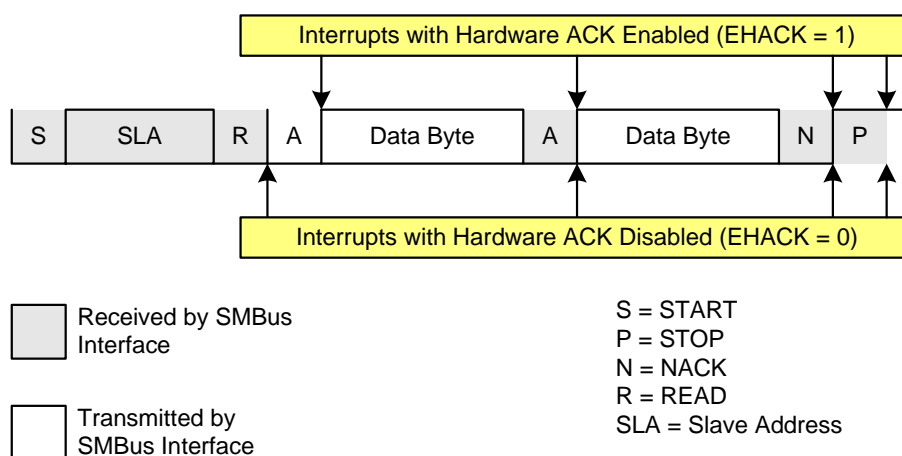 Interrupts with Hardware ACK Enabled (EHACK = 1)
S SLA R A Data Byte A Data Byte N P
Interrupts with Hardware ACK Disabled (EHACK = 0)
Received by SMBus
Interface
Transmitted by
SMBus Interface
S = START
P = STOP
N = NACK
R = READ
SLA = Slave Address